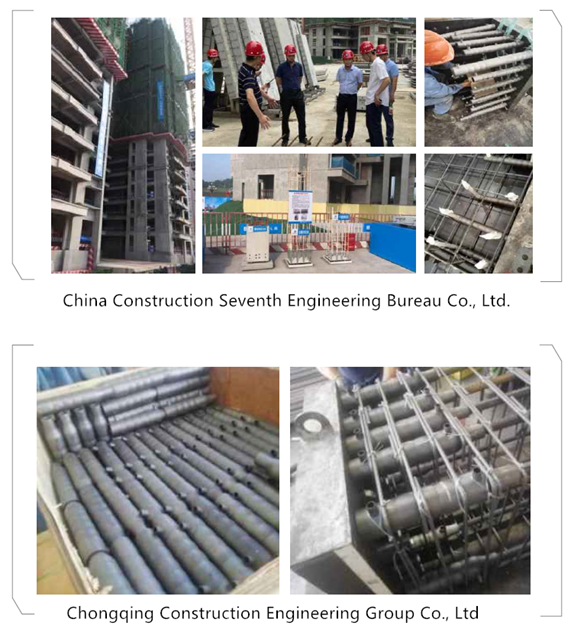 China Construction Seventh Engineering Bureau Co., Ltd.
Chongqing Construction Engineering Group Co., Ltd